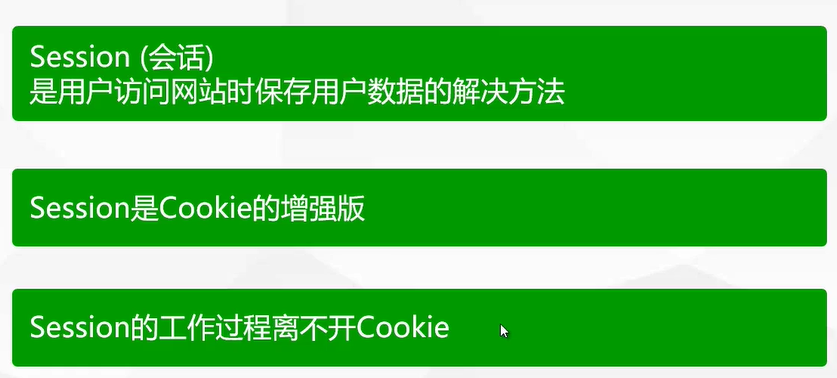 Session (会话)
是用户访问网站时保存用户数据的解决方法
Session是Cookie的增强版
Session的工作过程离不开Cookie